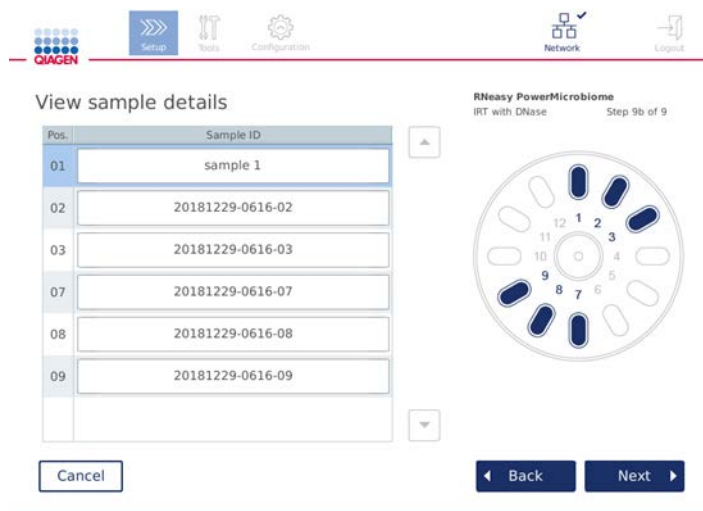 QIAGEN
Setup
Tools
Configuration
Network
Logout
View sample details
RNeasy PowerMicrobiome
IRT with DNase Step 9b of 9
Pos. Sample ID
01 sample 1
02 20181229-0616-02
03 20181229-0616-03
07 20181229-0616-07
08 20181229-0616-08
09 20181229-0616-09
12 1 2
11 3
10 4
9 5
8 7 6
Cancel
Back
Next